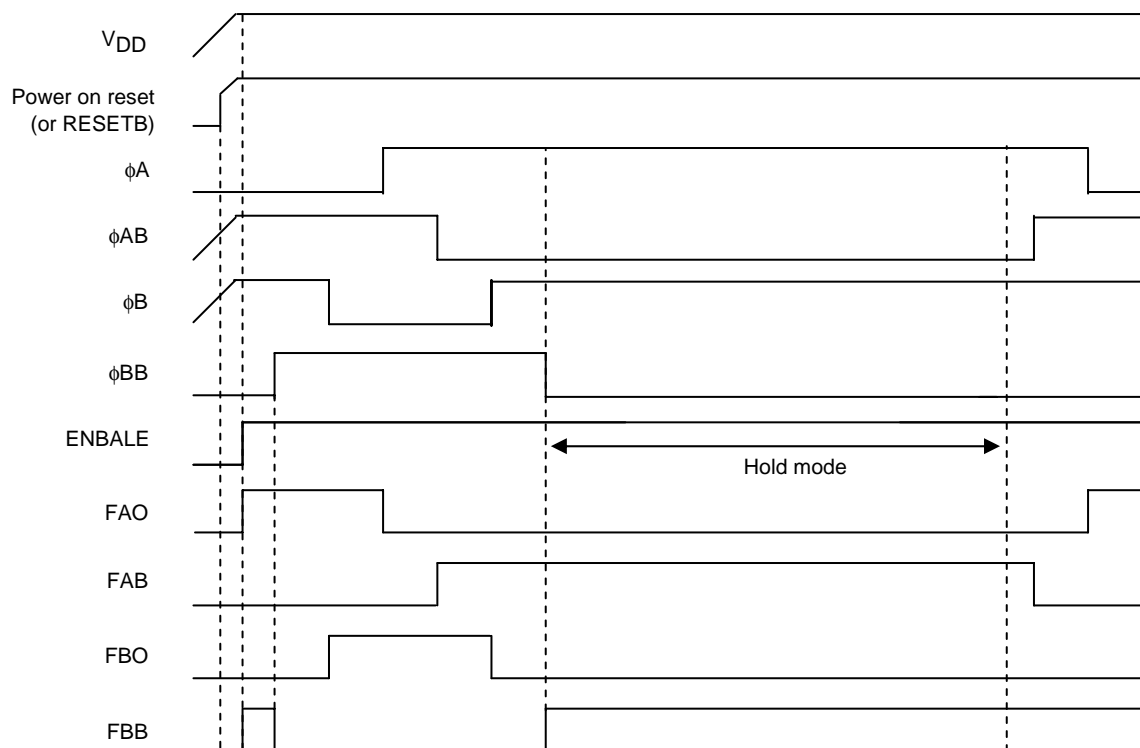 VDD
Power on reset
(or RESETB)
ϕA
ϕAB
ϕB
ϕBB
ENBALE
Hold mode
FAO
FAB
FBO
FBB